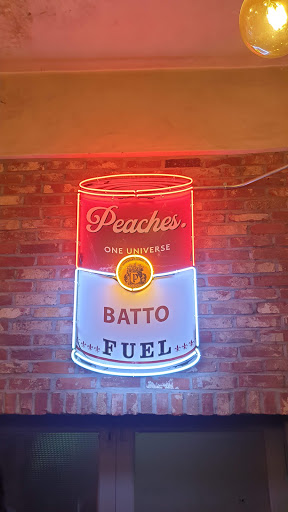 Peaches.
ONE UNIVERSE
P
BATTO
FUEL